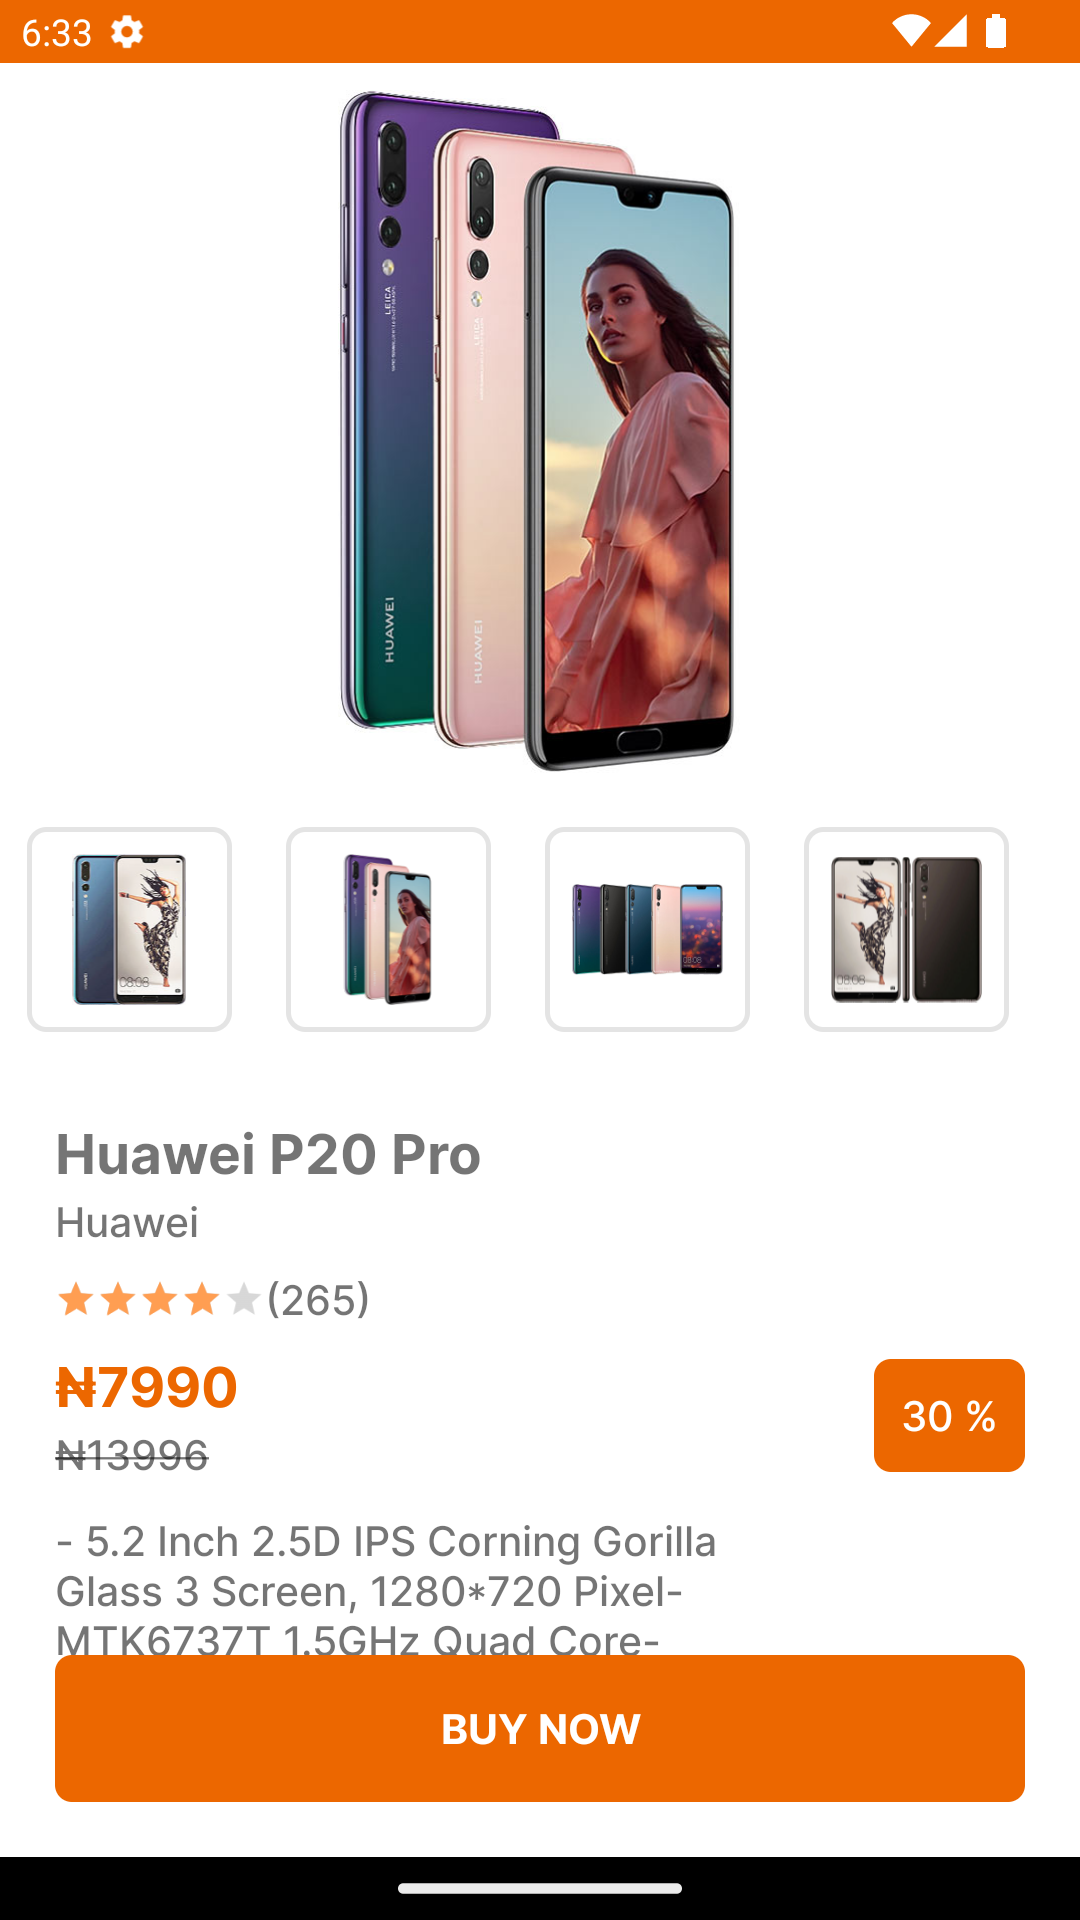 6:33
LEICA
LEICA
HUAWEI
HUAWEI
08:08
08:08
08:08
Huawei P20 Pro
Huawei
(265)
₦7990
30 %
₦13996
- 5.2 Inch 2.5D IPS Corning Gorilla
Glass 3 Screen, 1280*720 Pixel-
MTK6737T 1.5GHz Quad Core-
BUY NOW